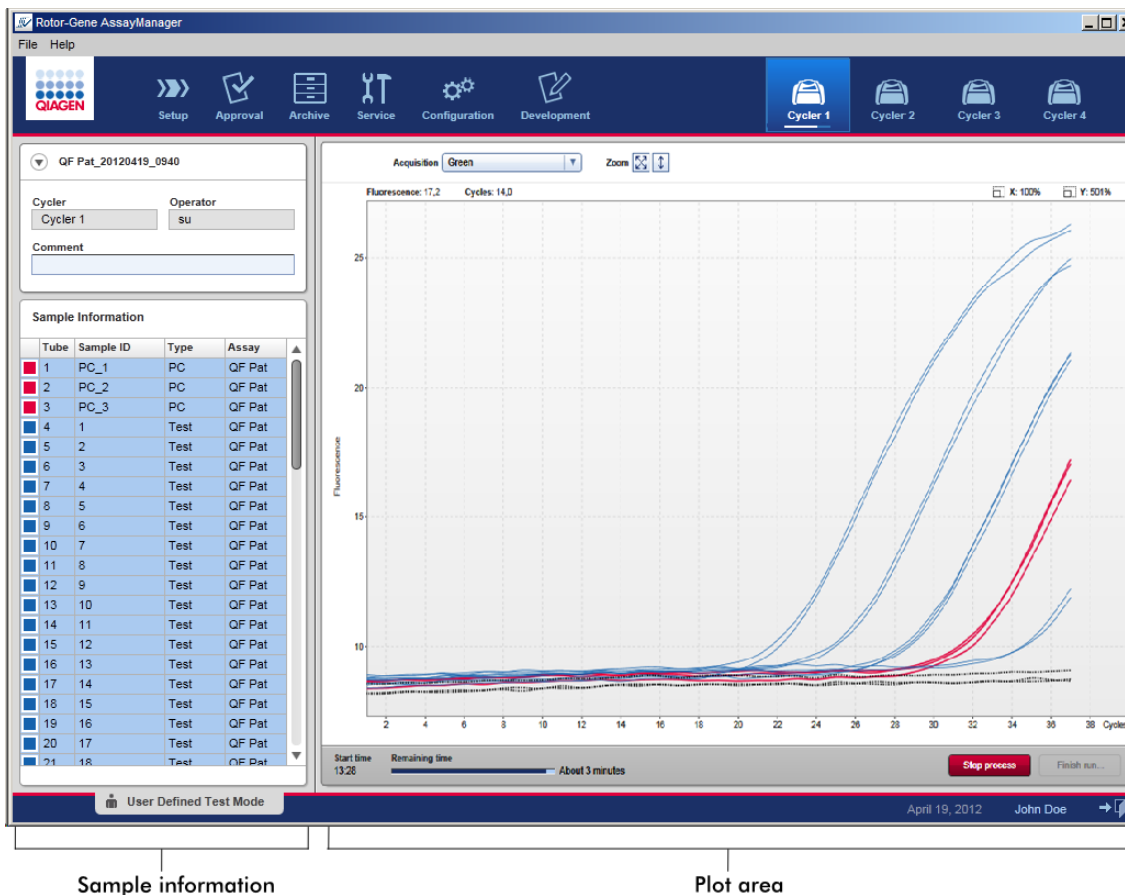 Rotor-Gene AssayManager
File Help
QIAGEN
Setup Approval Archive Service Configuration Development Cycler 1 Cycler 2 Cycler 3 Cycler 4
QF Pat_20120419_0940
Cycler Operator
Cycler 1 su
Comment
Sample Information
Tube Sample ID Type Assay
1 PC_1 PC QF Pat
2 PC_2 PC QF Pat
3 PC_3 PC QF Pat
4 1 Test QF Pat
5 2 Test QF Pat
6 3 Test QF Pat
7 4 Test QF Pat
8 5 Test QF Pat
9 6 Test QF Pat
10 7 Test QF Pat
11 8 Test QF Pat
12 9 Test QF Pat
13 10 Test QF Pat
14 11 Test QF Pat
15 12 Test QF Pat
16 13 Test QF Pat
17 14 Test QF Pat
18 15 Test QF Pat
19 16 Test QF Pat
20 17 Test QF Pat
21 18 Test QF Pat
Acquisition Green Zoom
Fluorescence: 17,2 Cycles: 14,0 X: 100% Y: 501%
25
20
15
10
Fluorescence
2 4 6 8 10 12 14 16 18 20 22 24 26 28 30 32 34 36 38 Cycles
Start time Remaining time
13:28 About 3 minutes
Stop process Finish run...
User Defined Test Mode
April 19, 2012 John Doe
Sample information Plot area